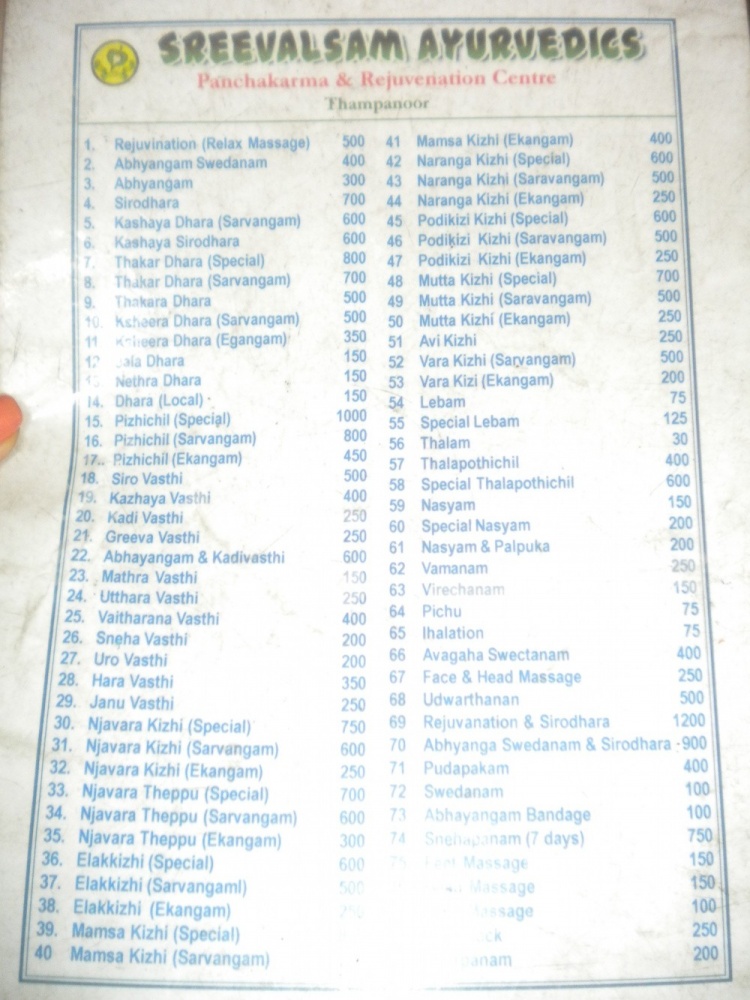 SREEVALSAM AYURVEDICS
Panchakarma & Rejuvenation Centre
Thampanoor
1. Rejuvination (Relax Massage) 500
2. Abhyangam Swedanam 400
3. Abhyangam 300
4. Sirodhara 700
5. Kashaya Dhara (Sarvangam) 600
6. Kashaya Sirodhara 600
7. Thakar Dhara (Special) 800
8. Thakar Dhara (Sarvangam) 700
9. Thakara Dhara 500
10. Ksheera Dhara (Sarvangam) 500
11 Ksheera Dhara (Egangam) 350
12 Dhara 150
13. Nethra Dhara 150
14. Dhara (Local) 150
15. Pizhichil (Special) 1000
16. Pizhichil (Sarvangam) 800
17.. Pizhichil (Ekangam) 450
18. Siro Vasthi 500
19. Kazhaya Vasthi 400
20. Kadi Vasthi 250
21. Greeva Vasthi 250
22. Abhayangam & Kadivasthi 600
23. Mathra Vasthi 150
24. Utthara Vasthi 250
25. Vaitharana Vasthi 400
26. Sneha Vasthi 200
27. Uro Vasthi 200
28. Hara Vasthi 350
29. Janu Vasthi 250
30. Njavara Kizhi (Special) 750
31. Njavara Kizhi (Sarvangam) 600
32. Njavara Kizhi (Ekangam) 250
33. Njavara Theppu (Special) 700
34. Njavara Theppu (Sarvangam) 600
35. Njavara Theppu (Ekangam) 300
36. Elakkizhi (Special) 600
37. Elakkizhi (Sarvangaml) 500
38. Elakkizhi (Ekangam)
39. Mamsa Kizhi (Special)
40 Mamsa Kizhi (Sarvangam)
41 Mamsa Kizhi (Ekangam) 400
42 Naranga Kizhi (Special) 600
43 Naranga Kizhi (Saravangam) 500
44 Naranga Kizhi (Ekangam) 250
45 Podikizi Kizhi (Special) 600
46 Podikizi Kizhi (Saravangam) 500
47 Podikizi Kizhi (Ekangam) 250
48 Mutta Kizhi (Special) 700
49 Mutta Kizhi (Saravangam) 500
50 Mutta Kizhi (Ekangam) 250
51 Avi Kizhi 250
52 Vara Kizhi (Sarvangam) 500
53 Vara Kizi (Ekangam) 200
54 Lebam 75
55 Special Lebam 125
56 Thalam 30
57 Thalapothichil 400
58 Special Thalapothichil 600
59 Nasyam 150
60 Special Nasyam 200
61 Nasyam & Palpuka 200
62 Vamanam 250
63 Virechanam 150
64 Pichu 75
65 Ihalation 75
66 Avagaha Swectanam 400
67 Face & Head Massage 250
68 Udwarthanan 500
69 Rejuvanation & Sirodhara 1200
70 Abhyanga Swedanam & Sirodhara -900
71 Pudapakam 400
72 Swedanam 100
73 Abhayangam Bandage 100
74 Snehapanam (7 days) 750
75 Massage 150
Massage 150
100
250
200